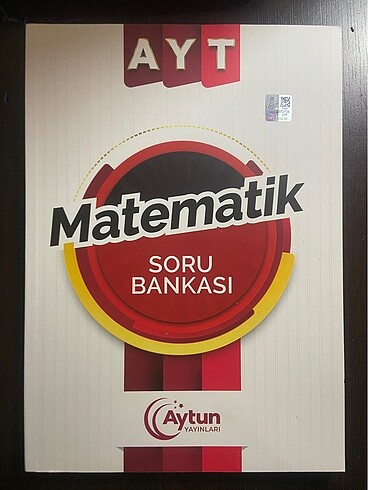 AYT
Matematik
SORU
BANKASI
Aytun
YAYINLARI